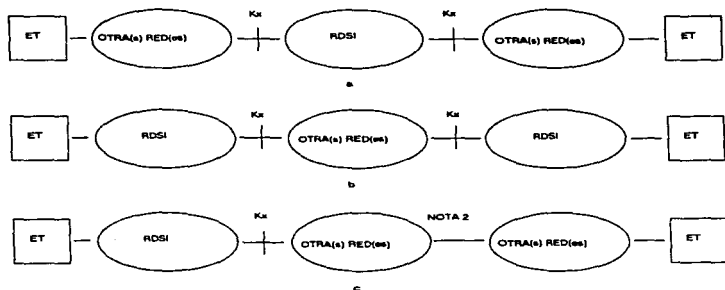 Kx Kx
ET OTRA(s) RED(es) RDSI OTRA(s) RED(es) ET
a
Kx Kx
ET RDSI OTRA(s) RED(es) RDSI ET
b
Kx NOTA 2
ET RDSI OTRA(s) RED(es) OTRA(s) RED(es) ET
c